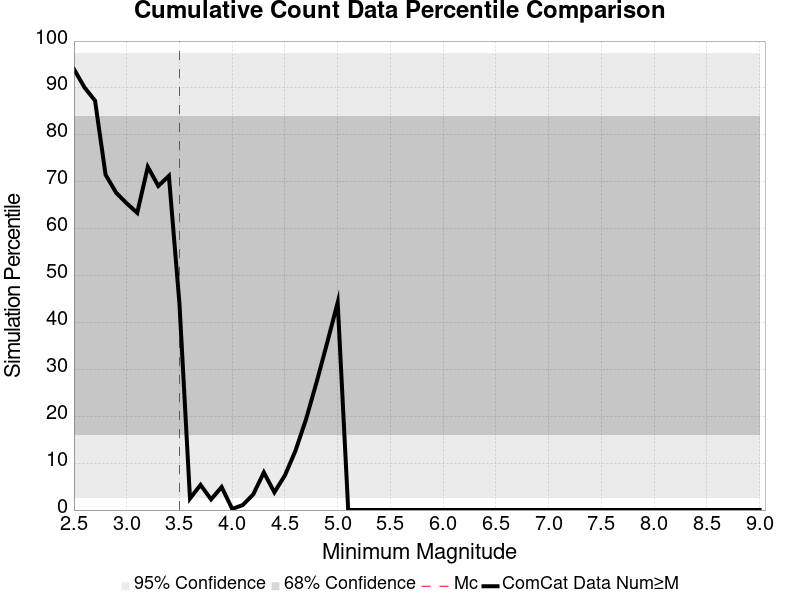 Cumulative Count Data Percentile Comparison
100
90
80
70
60
50
40
30
20
10
0
Simulation Percentile
2.5 3.0 3.5 4.0 4.5 5.0 5.5 6.0 6.5 7.0 7.5 8.0 8.5 9.0
Minimum Magnitude
95% Confidence 68% Confidence Mc ComCat Data Num≥M